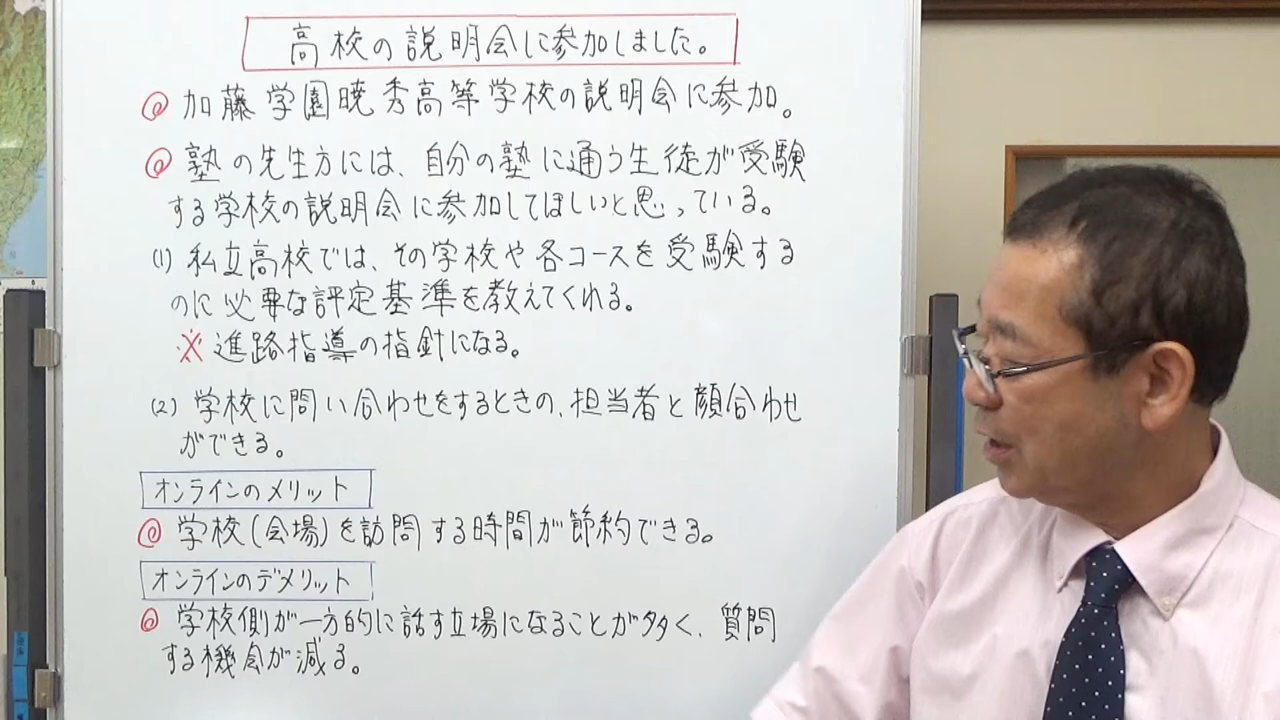 高校の説明会に参加しました。
◎ 加藤学園暁秀高等学校の説明会に参加。
◎ 塾の先生方には、自分の塾に通う生徒が受験
する学校の説明会に参加してほしいと思っている。
(1) 私立高校では、その学校や各コースを受験する
のに必要な評定基準を教えてくれる。
※ 進路指導の指針になる。
(2) 学校に問い合わせをするときの、担当者と顔合わせ
ができる。
オンラインのメリット
◎ 学校(会場)を訪問する時間が節約できる。
オンラインのデメリット
◎ 学校側が一方的に話す立場になることが多く、質問
する機会が減る。